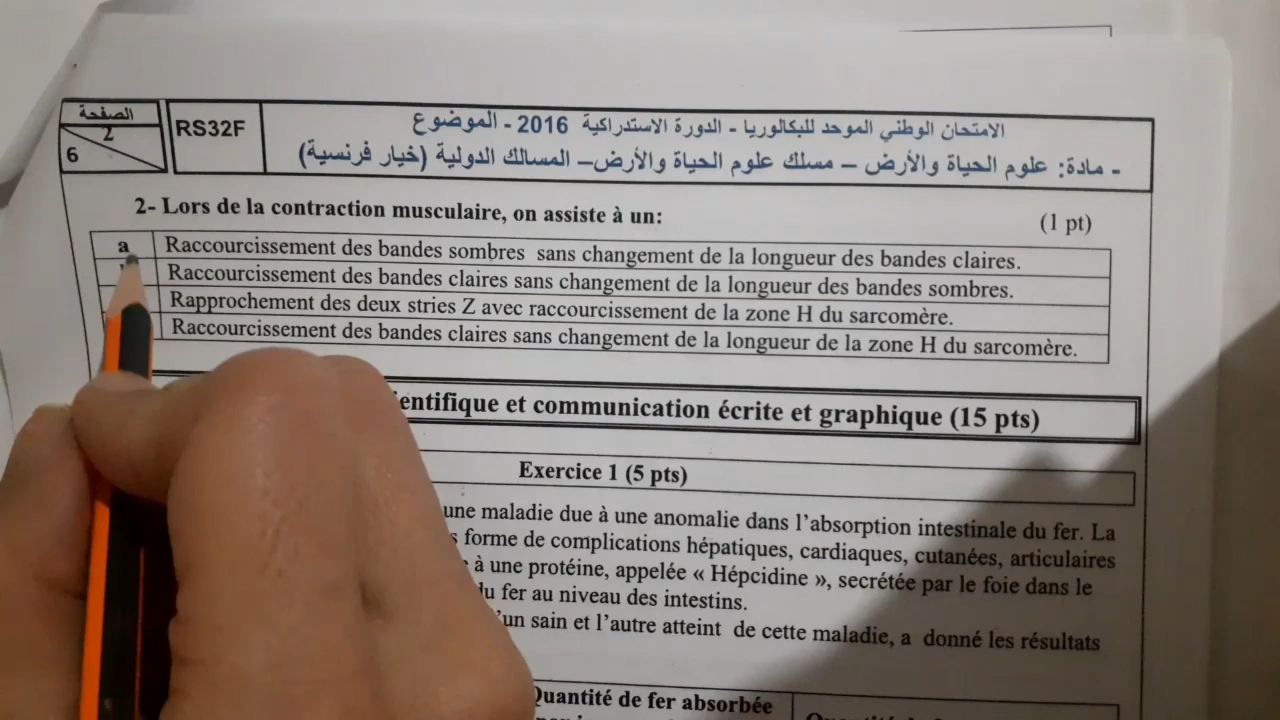 الصفحة
2
6
RS32F
الامتحان الوطني الموحد للبكالوريا - الدورة الاستدراكية 2016 - الموضوع
- مادة: علوم الحياة والأرض – مسلك علوم الحياة والأرض– المسالك الدولية (خيار فرنسية)
2- Lors de la contraction musculaire, on assiste à un: (1 pt)
a Raccourcissement des bandes sombres sans changement de la longueur des bandes claires.
Raccourcissement des bandes claires sans changement de la longueur des bandes sombres.
Rapprochement des deux stries Z avec raccourcissement de la zone H du sarcomère.
Raccourcissement des bandes claires sans changement de la longueur de la zone H du sarcomère.
et communication écrite et graphique (15 pts)
Exercice 1 (5 pts)
une maladie due à une anomalie dans l’absorption intestinale du fer. La
forme de complications hépatiques, cardiaques, cutanées, articulaires
à une protéine, appelée « Hépcidine », secrétée par le foie dans le
fer au niveau des intestins.
sain et l’autre atteint de cette maladie, a donné les résultats
Quantité de fer absorbée